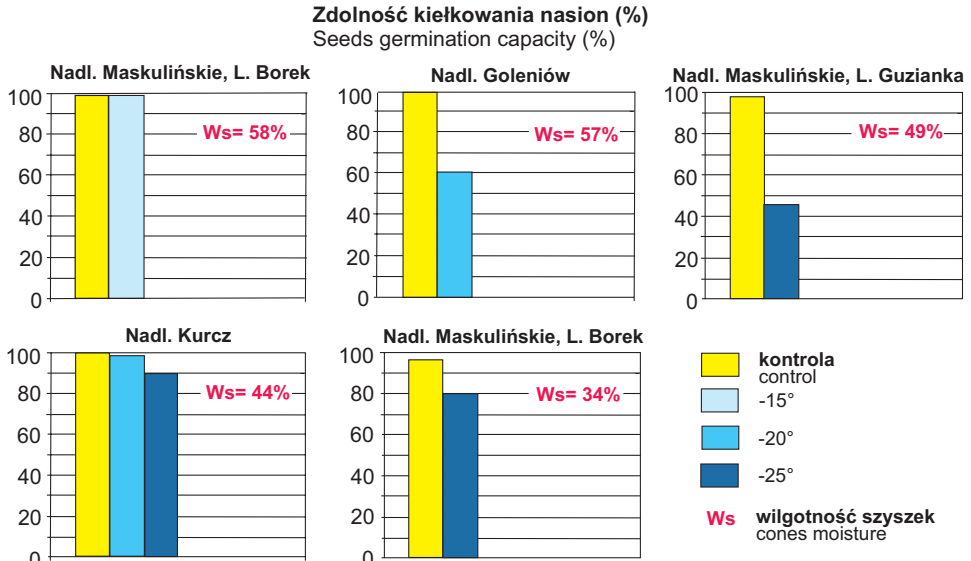 Zdolność kiełkowania nasion (%)
Seeds germination capacity (%)
Nadl. Maskulińskie, L. Borek
100
80
60
40
20
0
Ws= 58%
Nadl. Goleniów
100
80
60
40
20
0
Ws= 57%
Nadl. Maskulińskie, L. Guzianka
100
80
60
40
20
0
Ws= 49%
Nadl. Kurcz
100
80
60
40
20
0
Ws= 44%
Nadl. Maskulińskie, L. Borek
100
80
60
40
20
0
Ws= 34%
kontrola
control
-15°
-20°
-25°
Ws wilgotność szyszek
cones moisture